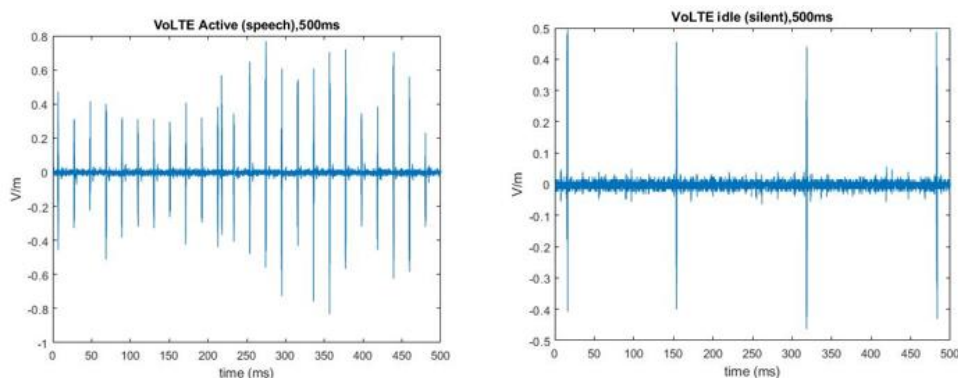 VoLTE Active (speech),500ms
0.8
0.6
0.4
0.2
0
-0.2
-0.4
-0.6
-0.8
-1
V/m
0 50 100 150 200 250 300 350 400 450 500
time (ms)
VoLTE idle (silent),500ms
0.5
0.4
0.3
0.2
0.1
0
-0.1
-0.2
-0.3
-0.4
-0.5
V/m
0 50 100 150 200 250 300 350 400 450 500
time (ms)